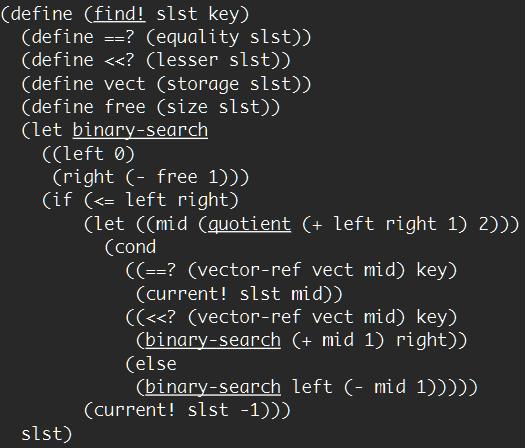 (define (find! slst key)
  (define ==? (equality slst))
  (define <<? (lesser slst))
  (define vect (storage slst))
  (define free (size slst))
  (let binary-search
    ((left 0)
     (right (- free 1)))
    (if (<= left right)
        (let ((mid (quotient (+ left right 1) 2)))
          (cond
            ((==? (vector-ref vect mid) key)
             (current! slst mid))
            ((<<? (vector-ref vect mid) key)
             (binary-search (+ mid 1) right))
            (else
             (binary-search left (- mid 1)))))
        (current! slst -1)))
  slst)